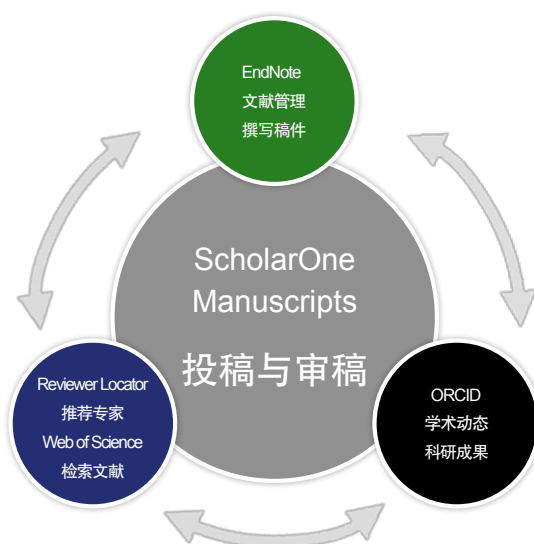 EndNote
文献管理
撰写稿件
ScholarOne
Manuscripts
投稿与审稿
Reviewer Locator
推荐专家
Web of Science
检索文献
ORCID
学术动态
科研成果